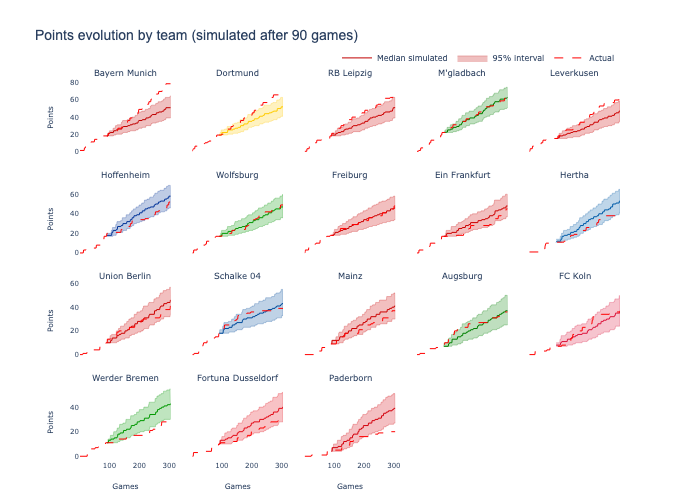 Points evolution by team (simulated after 90 games)
Median simulated 95% interval Actual
Bayern Munich Dortmund RB Leipzig M'gladbach Leverkusen
80
60
40
20
0
Points
Hoffenheim Wolfsburg Freiburg Ein Frankfurt Hertha
60
40
20
0
Points
Union Berlin Schalke 04 Mainz Augsburg FC Koln
60
40
20
0
Points
Werder Bremen Fortuna Dusseldorf Paderborn
40
20
0
Points
100 200 300 100 200 300 100 200 300
Games Games Games